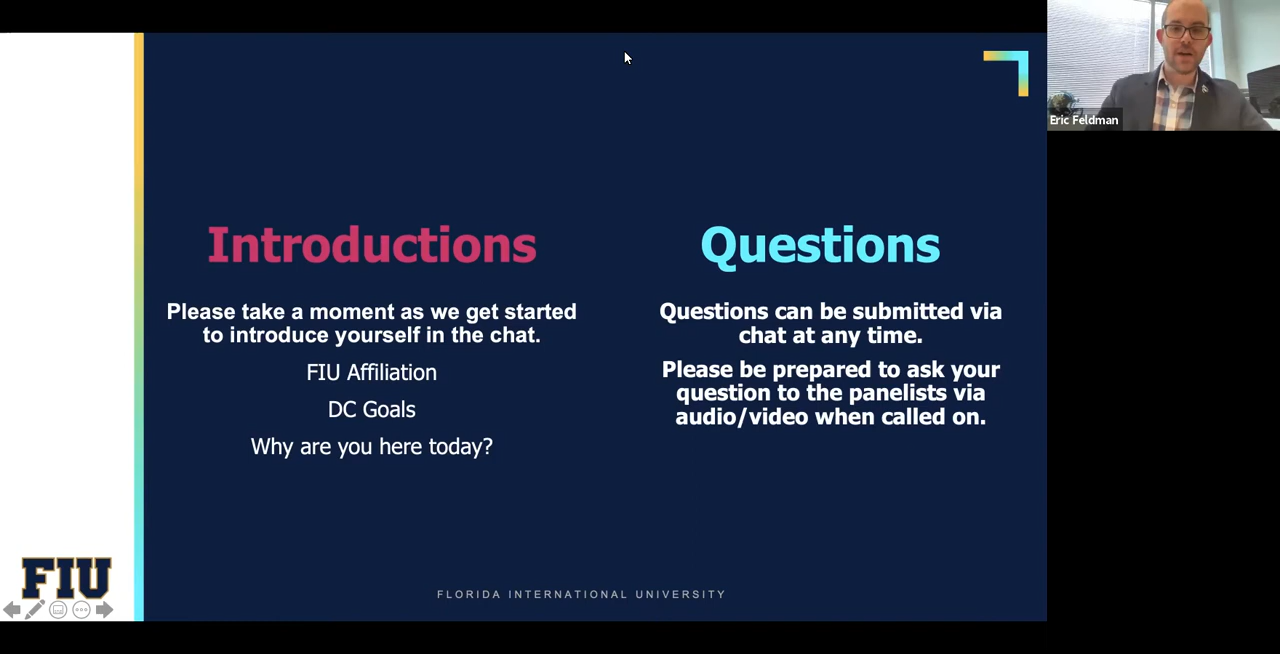 Eric Feldman
Introductions
Please take a moment as we get started
to introduce yourself in the chat.
FIU Affiliation
DC Goals
Why are you here today?
Questions
Questions can be submitted via
chat at any time.
Please be prepared to ask your
question to the panelists via
audio/video when called on.
FIU
FLORIDA INTERNATIONAL UNIVERSITY